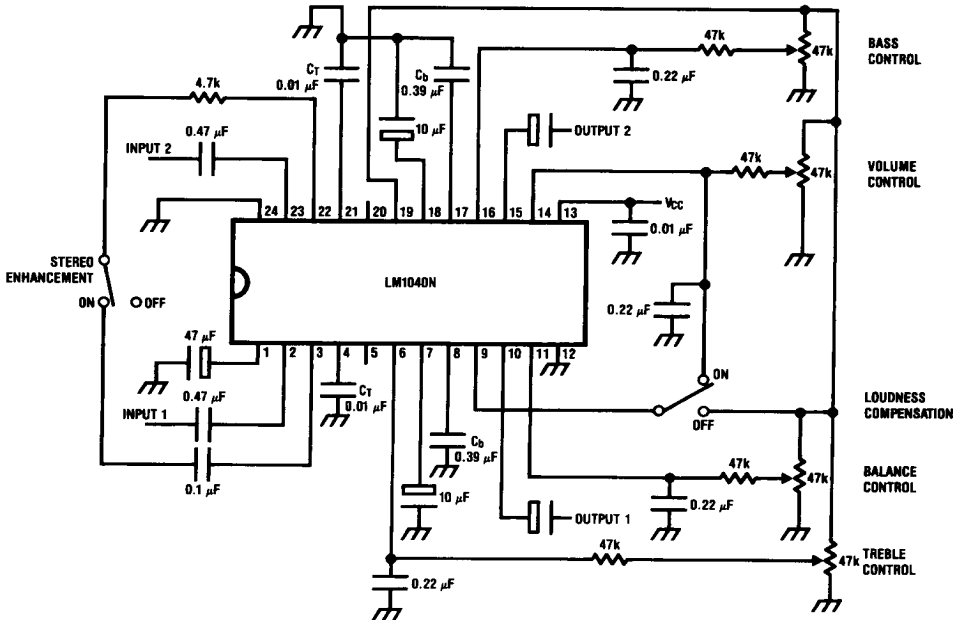 47k
BASS
CONTROL
47k
CT
0.01 µF
Cb
0.39 µF
0.22 µF
4.7k
10 µF
OUTPUT 2
0.47 µF
INPUT 2
47k
VOLUME
CONTROL
47k
24 23 22 21 20 19 18 17 16 15 14 13
VCC
0.01 µF
STEREO
ENHANCEMENT
LM1040N
ON
OFF
0.22 µF
47 µF
1 2 3 4 5 6 7 8 9 10 11 12
ON
0.47 µF
CT
0.01 µF
INPUT 1
LOUDNESS
COMPENSATION
OFF
Cb
0.39 µF
47k
BALANCE
CONTROL
47k
0.1 µF
10 µF
0.22 µF
OUTPUT 1
47k
TREBLE
CONTROL
47k
0.22 µF